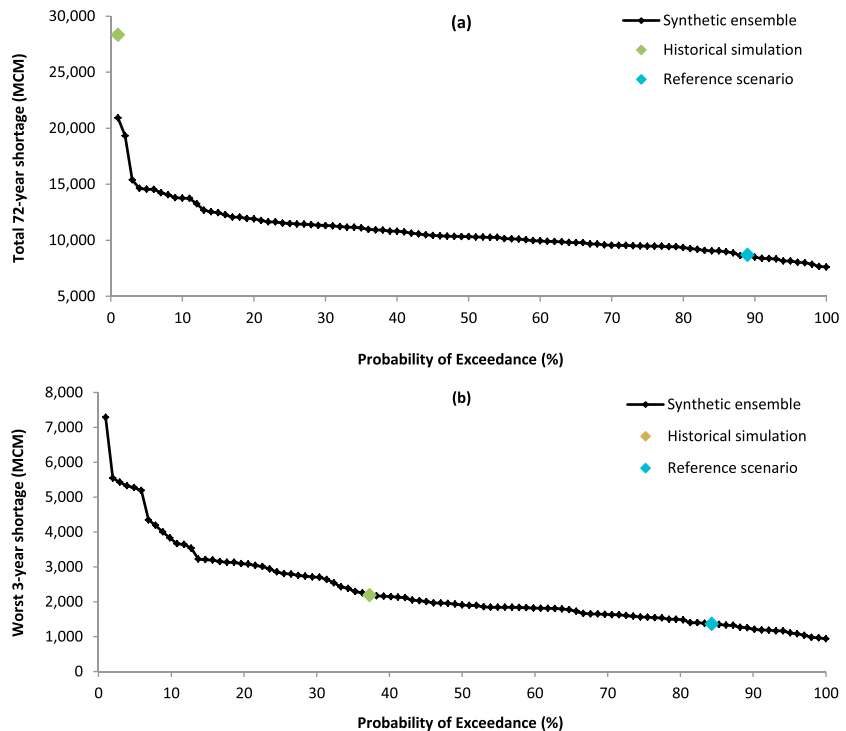 (a)
Synthetic ensemble
Historical simulation
Reference scenario
Total 72-year shortage (MCM)
30,000
25,000
20,000
15,000
10,000
5,000
0 10 20 30 40 50 60 70 80 90 100
Probability of Exceedance (%)
(b)
Synthetic ensemble
Historical simulation
Reference scenario
Worst 3-year shortage (MCM)
8,000
7,000
6,000
5,000
4,000
3,000
2,000
1,000
0
0 10 20 30 40 50 60 70 80 90 100
Probability of Exceedance (%)